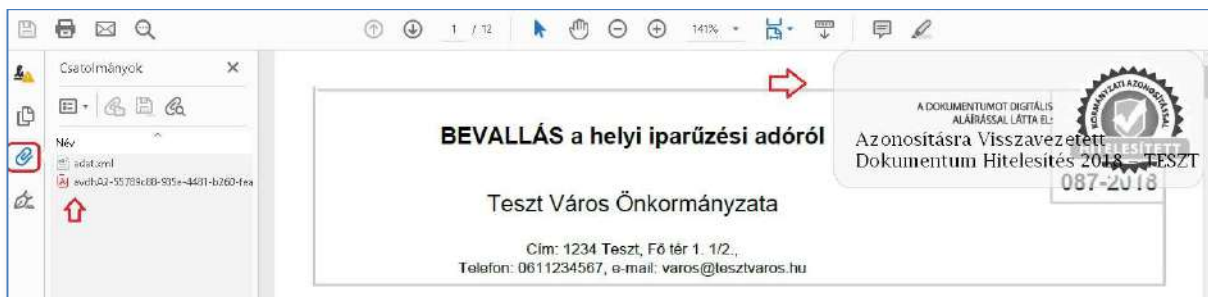 1 / 12
141%
Csatolmányok
Név
adat.xml
BEVALLÁS a helyi iparűzési adóról
Teszt Város Önkormányzata
Cím: 1234 Teszt, Fő tér 1. 1/2.,
Telefon: 0611234567, e-mail: varos@tesztvaros.hu
A DOKUMENTUMOT DIGITÁLIS
ALÁÍRÁSSAL LÁTTA EL:
Azonosításra Visszavezetett
Dokumentum Hitelesítés 2018 - TESZT
KORMÁNYZATI AZONOSÍTÁSSAL
HITELESÍTETT
087-2018